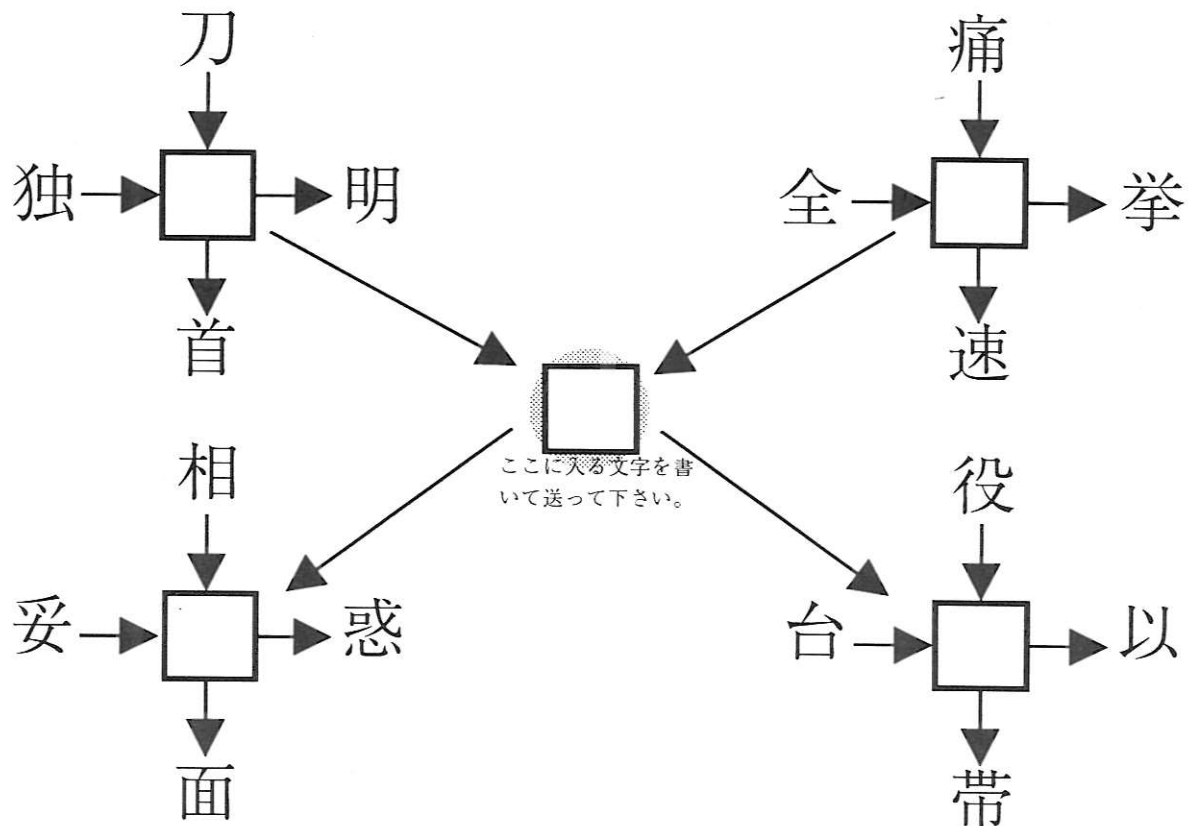 刀
独
明
首
痛
全
挙
速
ここに入る文字を書
いて送って下さい。
相
妥
惑
面
役
台
以
帯